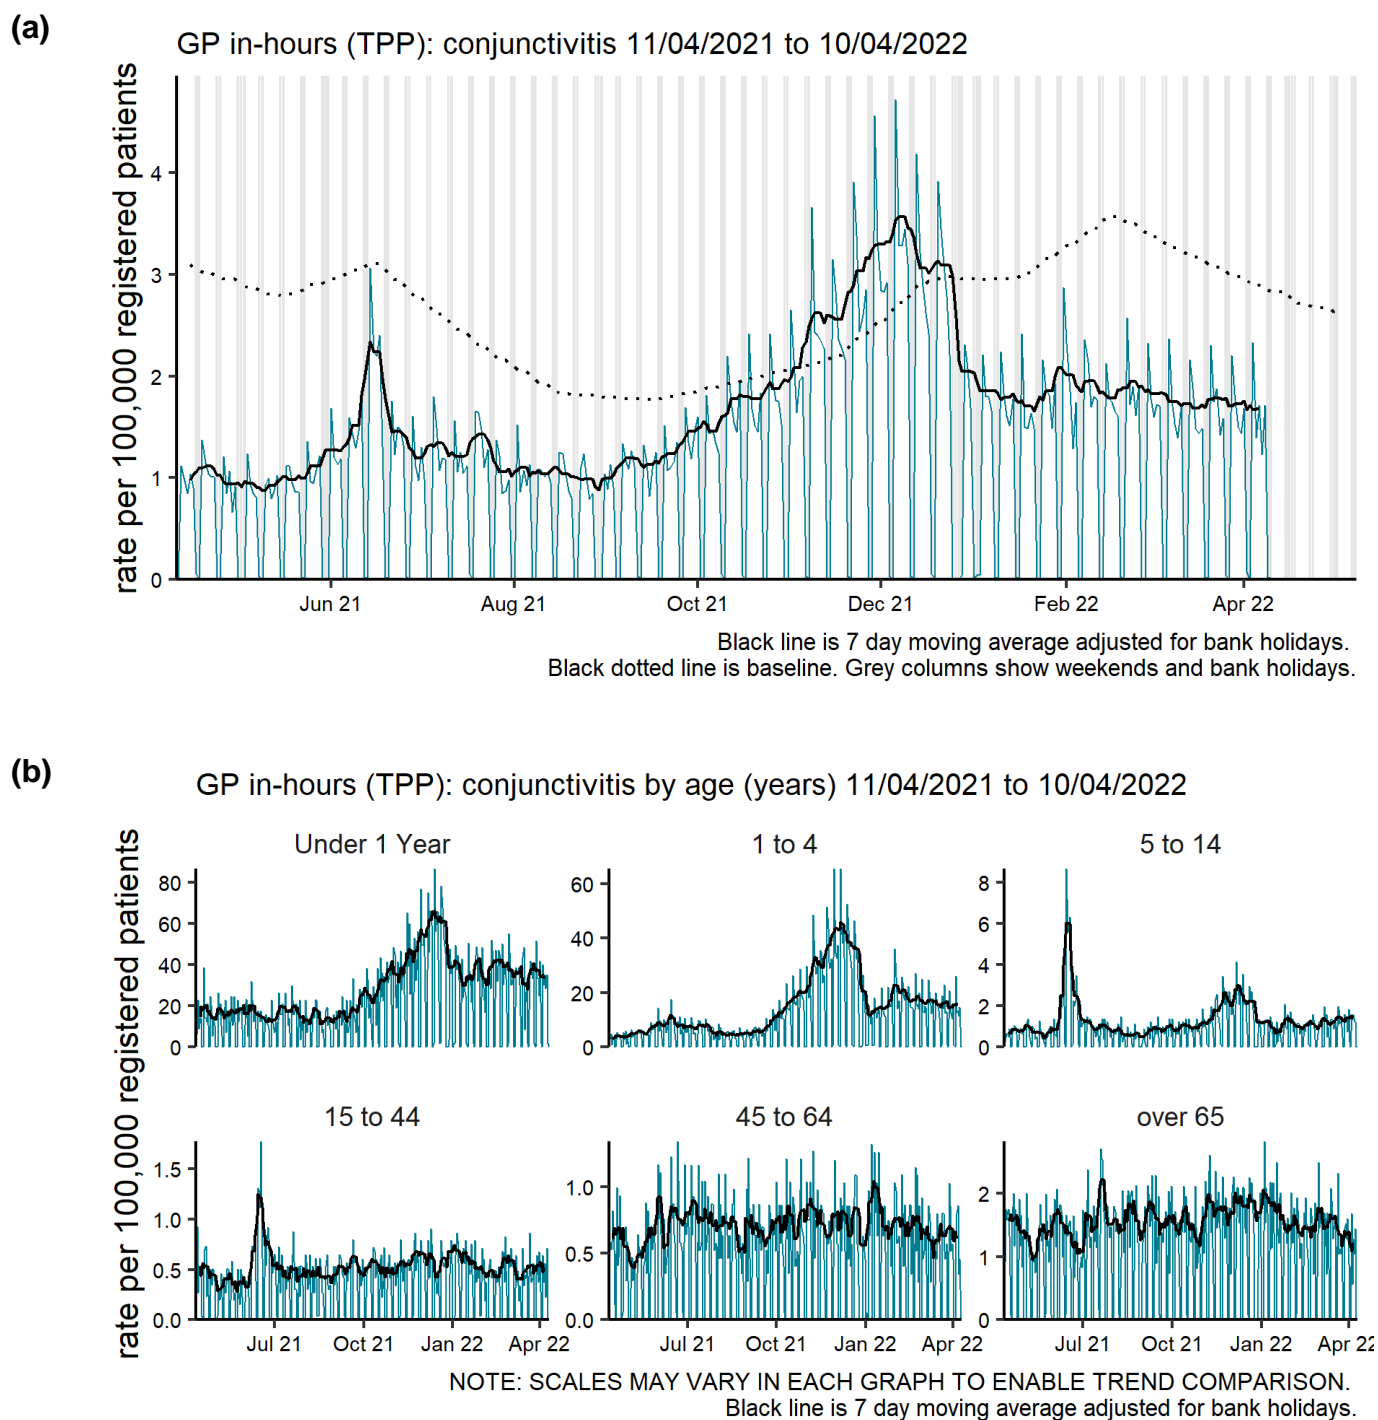 (a)
GP in-hours (TPP): conjunctivitis 11/04/2021 to 10/04/2022
rate per 100,000 registered patients
4
3
2
1
0
Jun 21 Aug 21 Oct 21 Dec 21 Feb 22 Apr 22
Black line is 7 day moving average adjusted for bank holidays.
Black dotted line is baseline. Grey columns show weekends and bank holidays.
(b)
GP in-hours (TPP): conjunctivitis by age (years) 11/04/2021 to 10/04/2022
rate per 100,000 registered patients
Under 1 Year
80
60
40
20
0
1 to 4
60
40
20
0
5 to 14
8
6
4
2
0
15 to 44
1.5
1.0
0.5
0.0
Jul 21 Oct 21 Jan 22 Apr 22
45 to 64
1.0
0.5
0.0
Jul 21 Oct 21 Jan 22 Apr 22
over 65
2
1
0
Jul 21 Oct 21 Jan 22 Apr 22
NOTE: SCALES MAY VARY IN EACH GRAPH TO ENABLE TREND COMPARISON.
Black line is 7 day moving average adjusted for bank holidays.